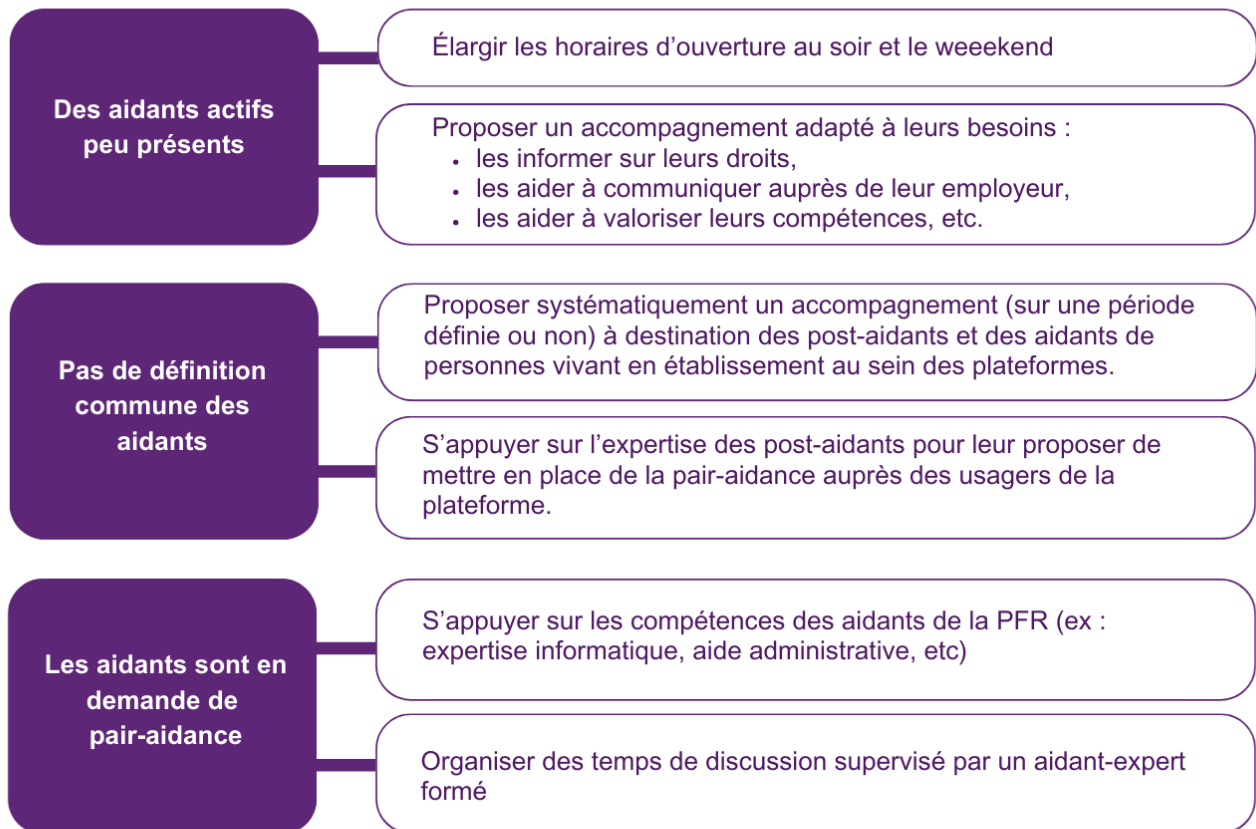 Des aidants actifs
peu présents
Élargir les horaires d’ouverture au soir et le weeekend
Proposer un accompagnement adapté à leurs besoins :
• les informer sur leurs droits,
• les aider à communiquer auprès de leur employeur,
• les aider à valoriser leurs compétences, etc.
Pas de définition
commune des
aidants
Proposer systématiquement un accompagnement (sur une période
définie ou non) à destination des post-aidants et des aidants de
personnes vivant en établissement au sein des plateformes.
S’appuyer sur l’expertise des post-aidants pour leur proposer de
mettre en place de la pair-aidance auprès des usagers de la
plateforme.
Les aidants sont en
demande de
pair-aidance
S’appuyer sur les compétences des aidants de la PFR (ex :
expertise informatique, aide administrative, etc)
Organiser des temps de discussion supervisé par un aidant-expert
formé